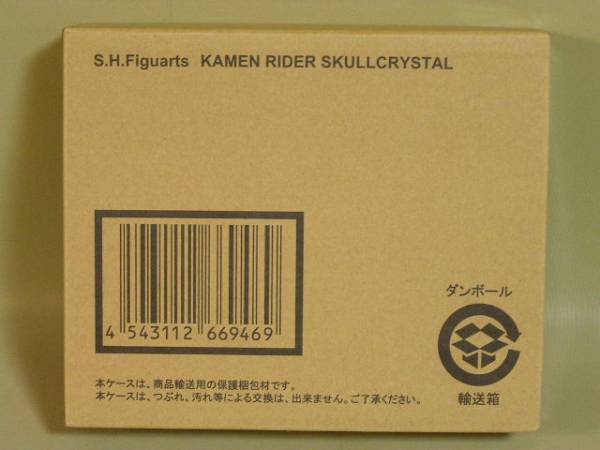 S.H.Figuarts KAMEN RIDER SKULLCRYSTAL
4 543112 669469
ダンボール
輸送箱
本ケースは、商品輸送用の保護梱包材です。
本ケースは、つぶれ、汚れ等による交換は、出来ません。ご了承ください。